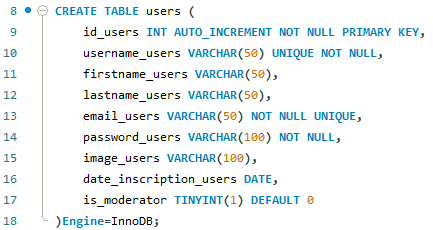 8 CREATE TABLE users (
9 id_users INT AUTO_INCREMENT NOT NULL PRIMARY KEY,
10 username_users VARCHAR(50) UNIQUE NOT NULL,
11 firstname_users VARCHAR(50),
12 lastname_users VARCHAR(50),
13 email_users VARCHAR(50) NOT NULL UNIQUE,
14 password_users VARCHAR(100) NOT NULL,
15 image_users VARCHAR(100),
16 date_inscription_users DATE,
17 is_moderator TINYINT(1) DEFAULT 0
18 )Engine=InnoDB;